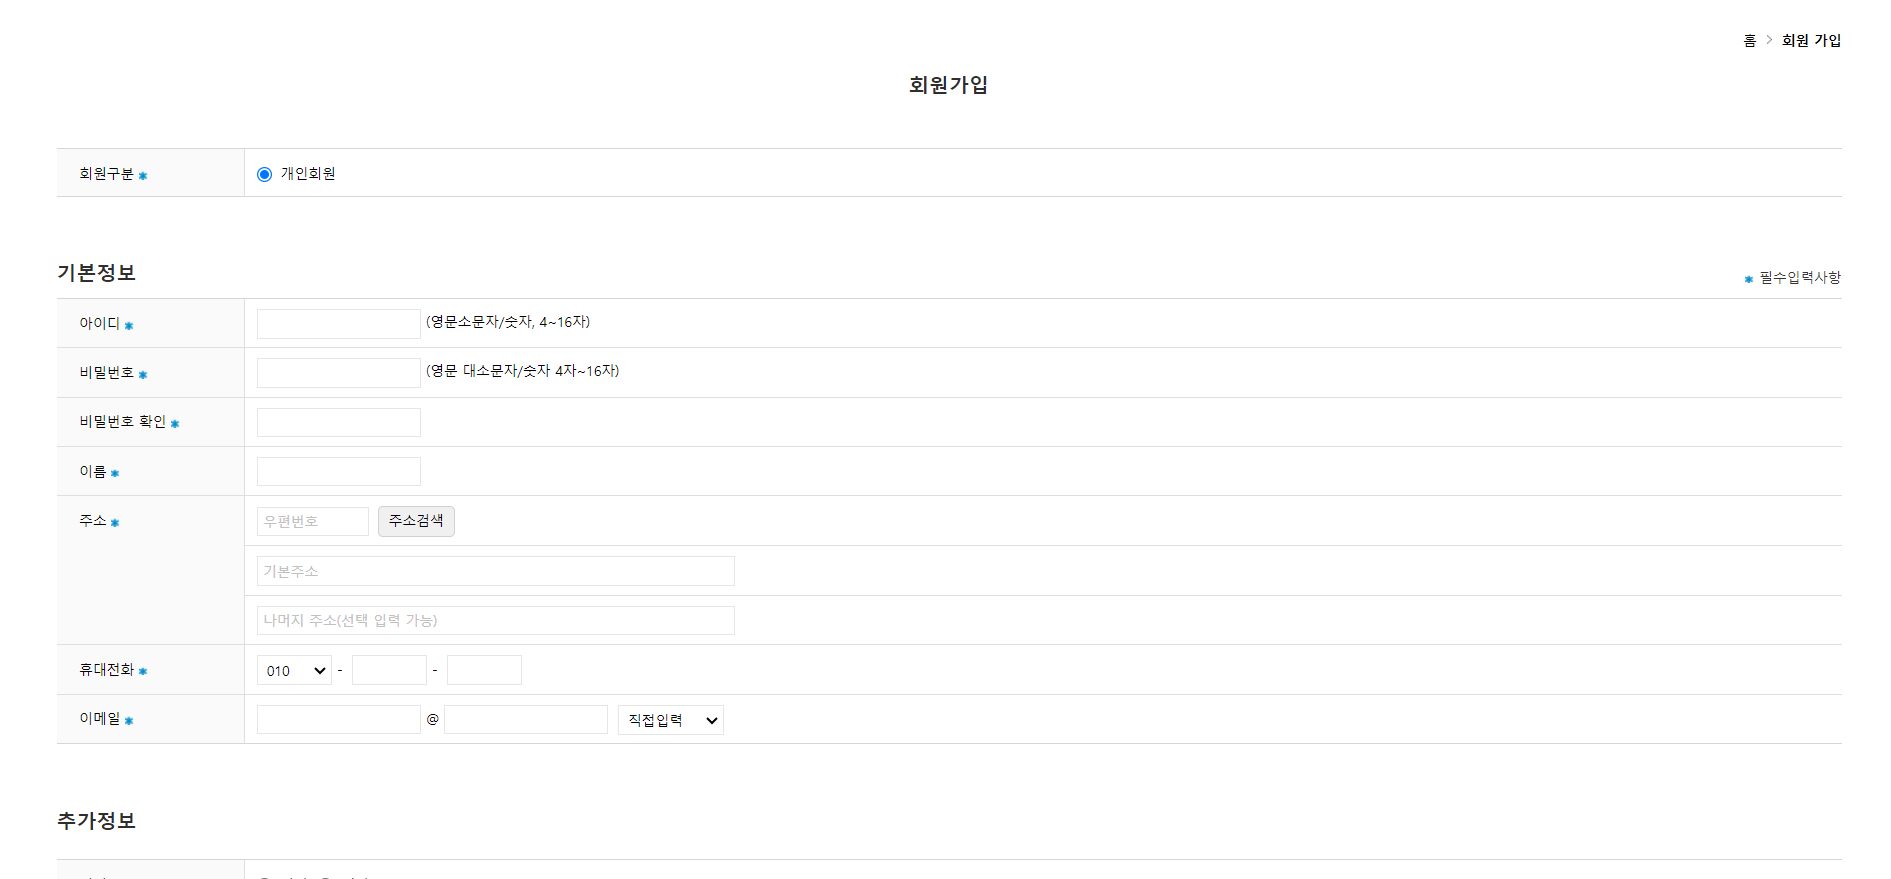 홈 > 회원 가입
회원가입
회원구분 개인회원
기본정보
필수입력사항
아이디 (영문소문자/숫자, 4~16자)
비밀번호 (영문 대소문자/숫자 4자~16자)
비밀번호 확인
이름
주소 우편번호 주소검색
기본주소
나머지 주소(선택 입력 가능)
휴대전화 010 - -
이메일 @ 직접입력
추가정보